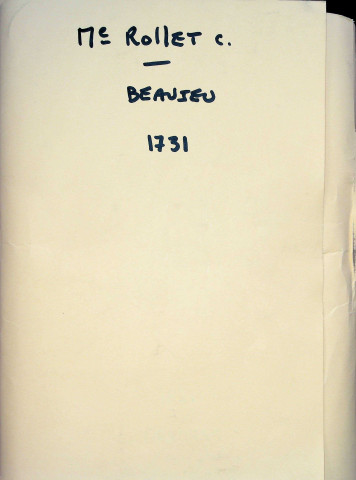 Me Rollet c.
—
BEAUJEU
1731